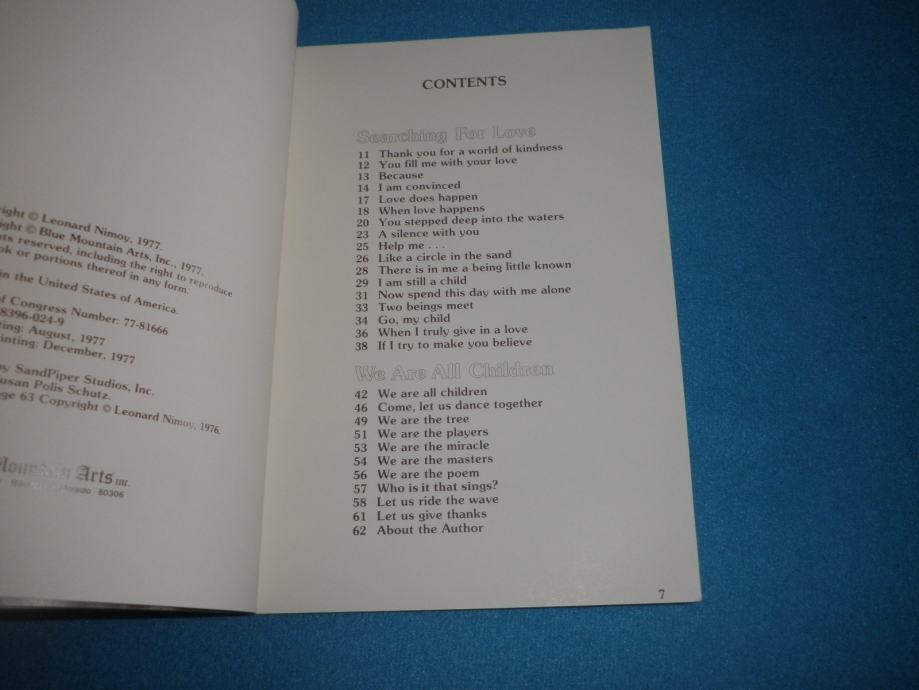 right © Leonard Nimoy, 1977.
ight © Blue Mountain Arts, Inc., 1977.
ts reserved, including the right to reproduce
ok or portions thereof in any form.
in the United States of America.
of Congress Number: 77-81666
8396-024-9
ting: August, 1977
rinting: December, 1977
by SandPiper Studios, Inc.
usan Polis Schutz.
ge 63 Copyright © Leonard Nimoy, 1976.
Mountain Arts inc.
80306
CONTENTS
Searching For Love
11 Thank you for a world of kindness
12 You fill me with your love
13 Because
14 I am convinced
17 Love does happen
18 When love happens
20 You stepped deep into the waters
23 A silence with you
25 Help me . . .
26 Like a circle in the sand
28 There is in me a being little known
29 I am still a child
31 Now spend this day with me alone
33 Two beings meet
34 Go, my child
36 When I truly give in a love
38 If I try to make you believe
We Are All Children
42 We are all children
46 Come, let us dance together
49 We are the tree
51 We are the players
53 We are the miracle
54 We are the masters
56 We are the poem
57 Who is it that sings?
58 Let us ride the wave
61 Let us give thanks
62 About the Author
7